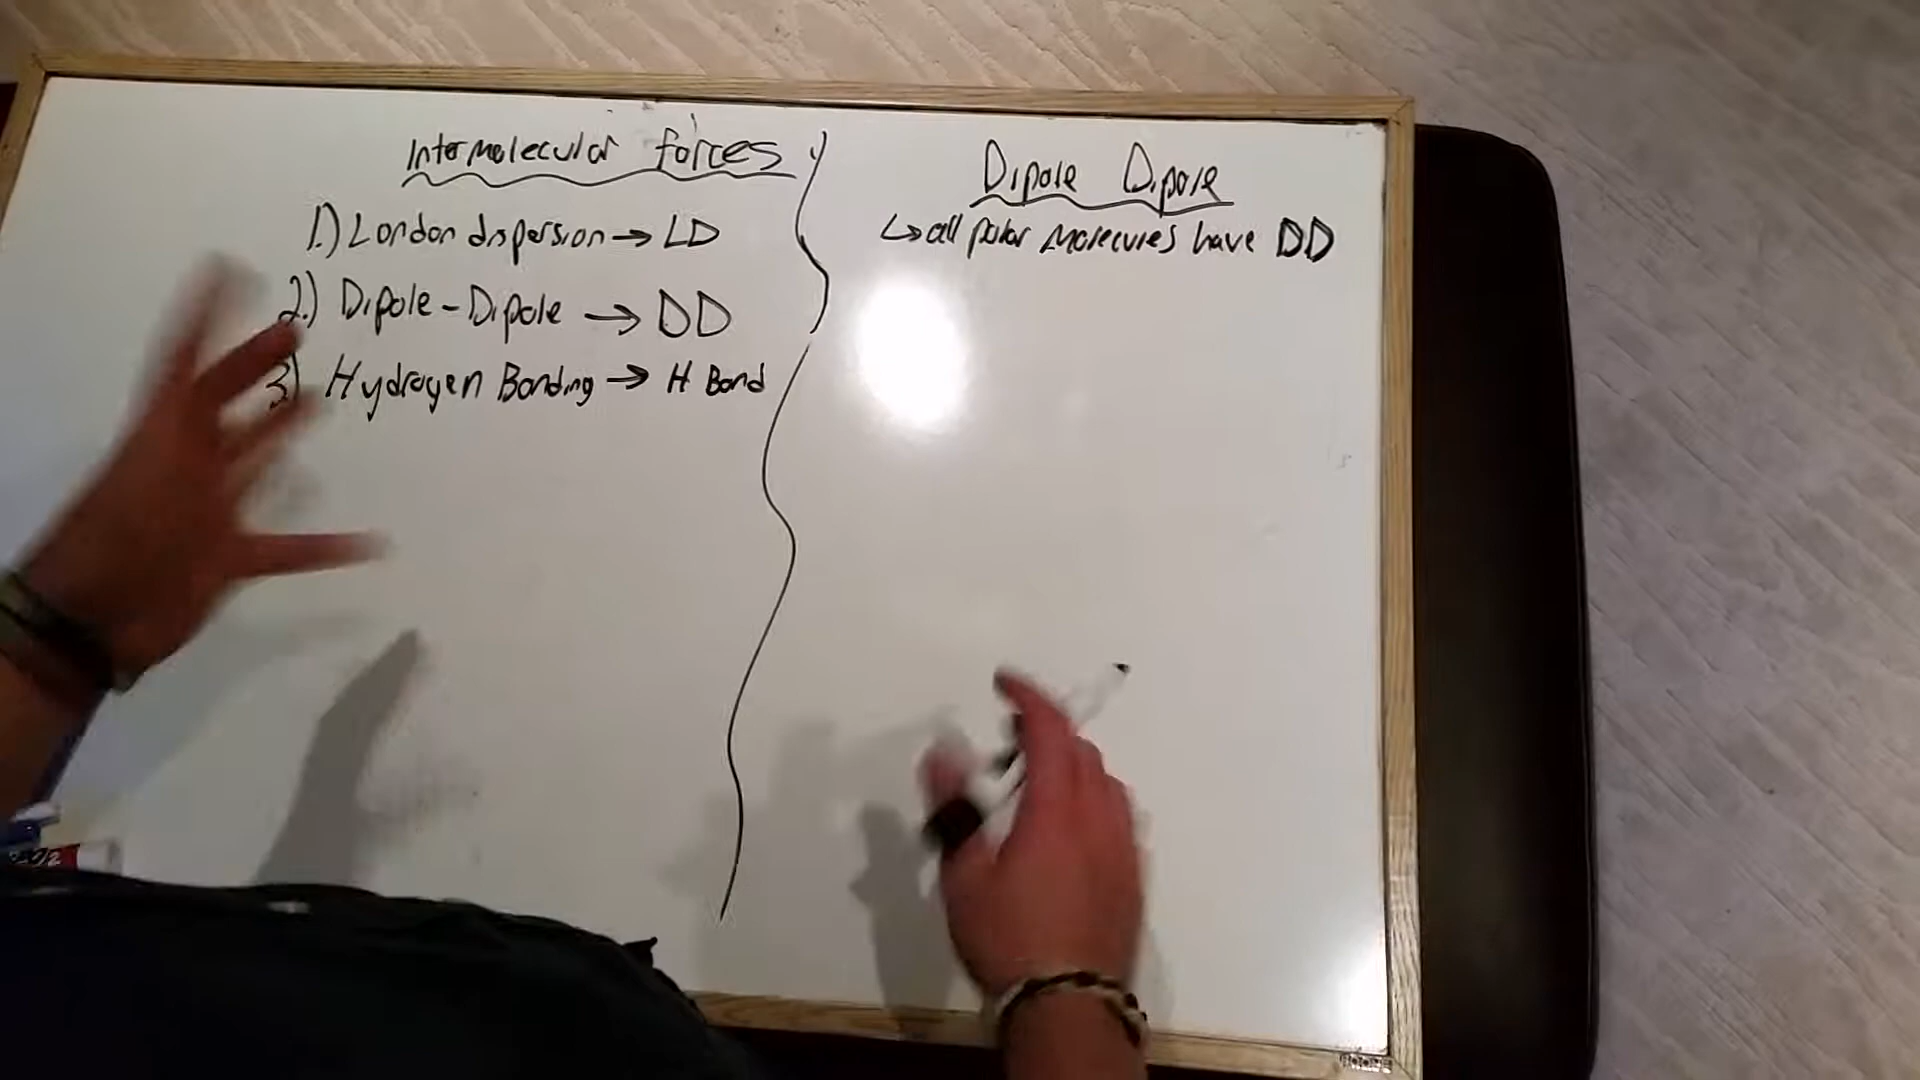 Intermolecular forces
1.) London dispersion → LD
2.) Dipole - Dipole → DD
3.) Hydrogen Bonding → H Bond
Dipole Dipole
↳ all polar molecules have DD